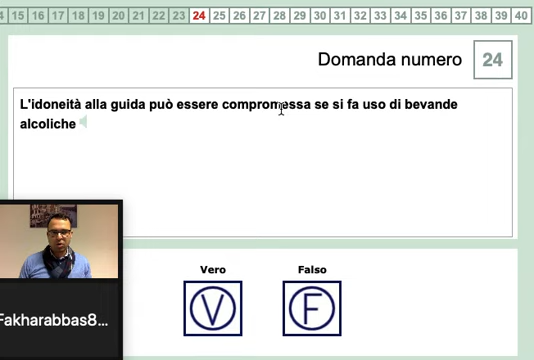 15 16 17 18 19 20 21 22 23 24 25 26 27 28 29 30 31 32 33 34 35 36 37 38 39 40
Domanda numero 24
L'idoneità alla guida può essere compromessa se si fa uso di bevande
alcoliche
Vero Falso
V F
Fakharabbas8...